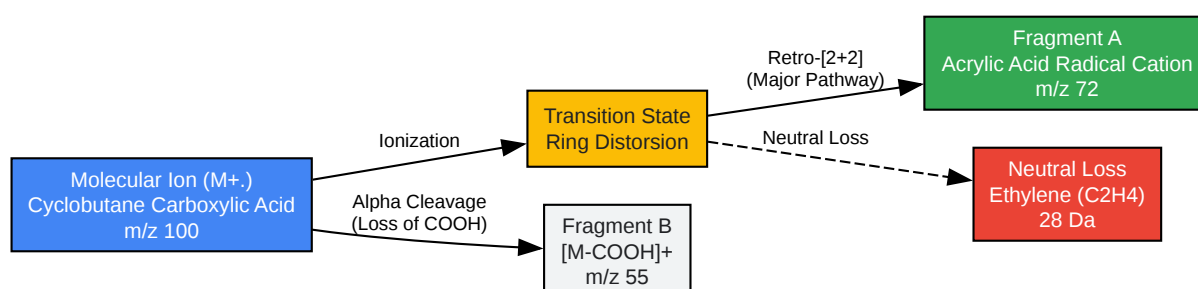 Molecular Ion (M+.)
Cyclobutane Carboxylic Acid
m/z 100
Ionization
Alpha Cleavage
(Loss of COOH)
Transition State
Ring Distorsion
Fragment B
[M-COOH]+
m/z 55
Retro-[2+2]
(Major Pathway)
Neutral Loss
Fragment A
Acrylic Acid Radical Cation
m/z 72
Neutral Loss
Ethylene (C2H4)
28 Da